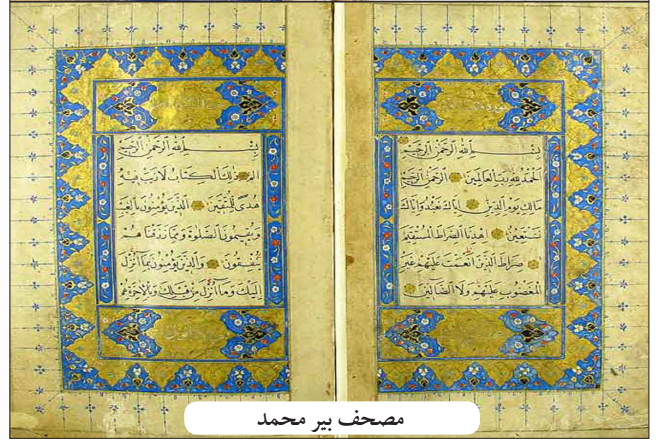 بسم الله الرحمن الرحيم
الحمد لله رب العالمين الرحمن الرحيم
مالك يوم الدين اياك نعبد واياك
نستعين اهدنا الصراط المستقيم
صراط الذين انعمت عليهم غير
المغضوب عليهم ولا الضالين
بسم الله الرحمن الرحيم
الم ذلك الكتاب لا ريب فيه
هدى للمتقين الذين يؤمنون بالغيب
ويقيمون الصلوة ومما رزقناهم
ينفقون والذين يؤمنون بما انزل
اليك وما انزل من قبلك وبالاخرة هم
مصحف بير محمد